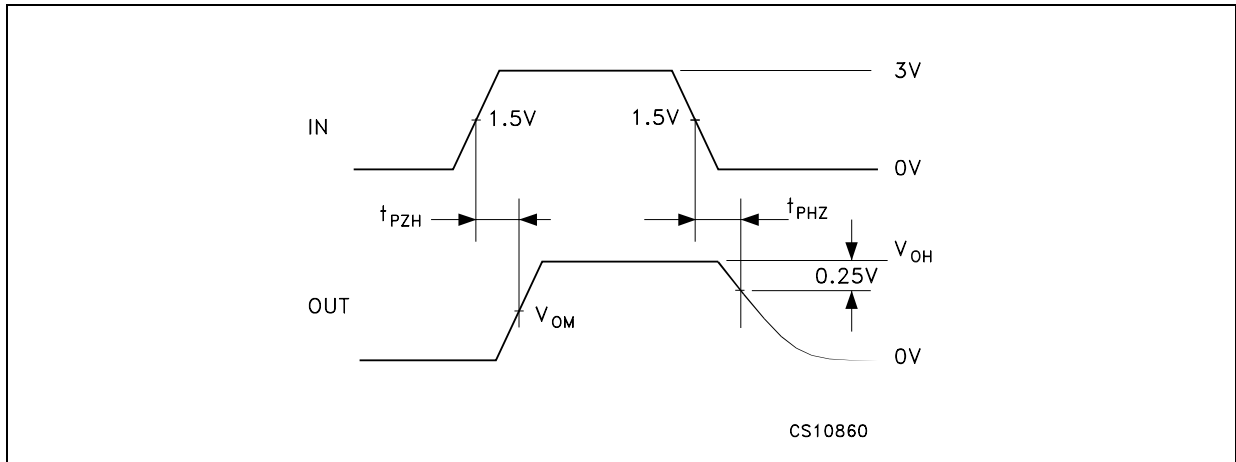 3V
1.5V 1.5V
IN
0V
tPZH tPHZ
VOH
0.25V
OUT
VOM
0V
CS10860